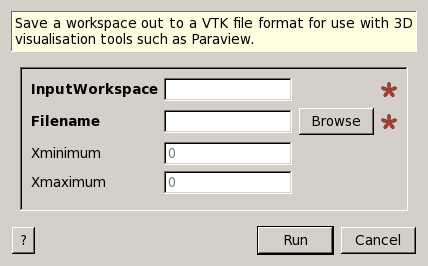 Save a workspace out to a VTK file format for use with 3D
visualisation tools such as Paraview.
InputWorkspace *
Filename Browse *
Xminimum 0
Xmaximum 0
? Run Cancel